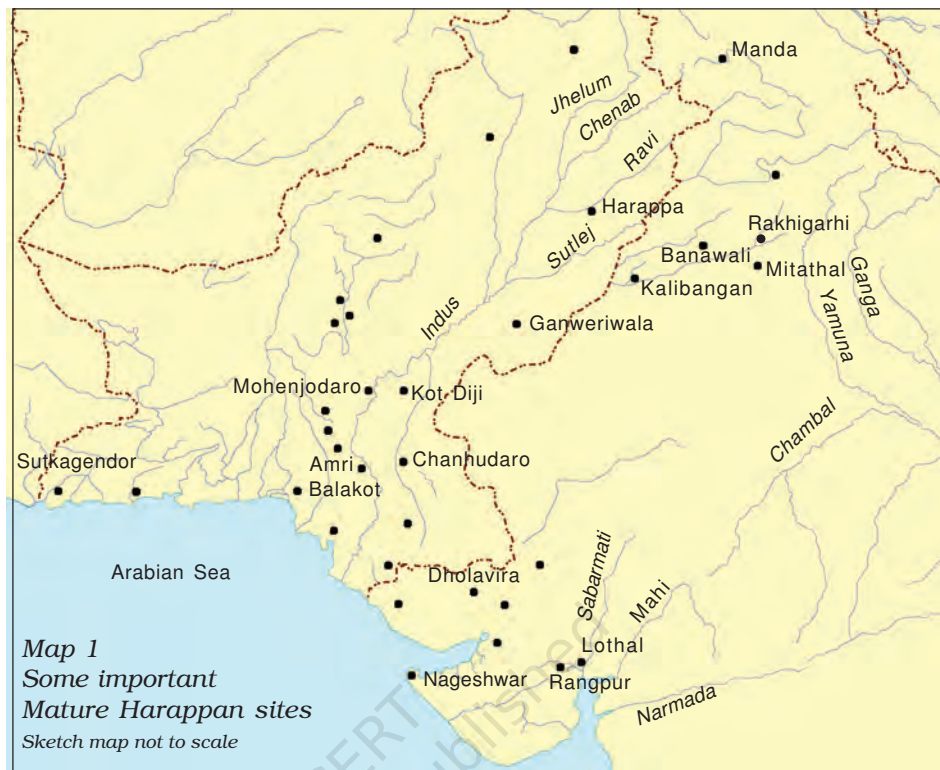 Manda
Jhelum
Chenab
Ravi
Harappa
Sutlej
Rakhigarhi
Banawali
Mitathal
Kalibangan
Ganga
Yamuna
Indus
Ganweriwala
Mohenjodaro
Kot Diji
Chambal
Sutkagendor
Amri
Chanhudaro
Balakot
Arabian Sea
Dholavira
Sabarmati
Mahi
Map 1
Some important
Mature Harappan sites
Sketch map not to scale
Lothal
Nageshwar
Rangpur
Narmada